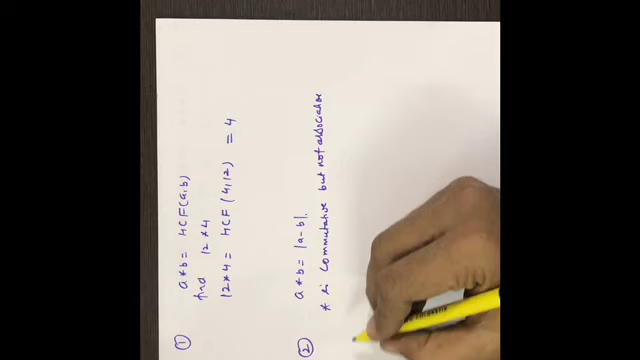 ① a * b = HCF(a, b)
find 12 * 4
12 * 4 = HCF (4, 12) = 4
② a * b = |a - b|.
* is commutative but not associative